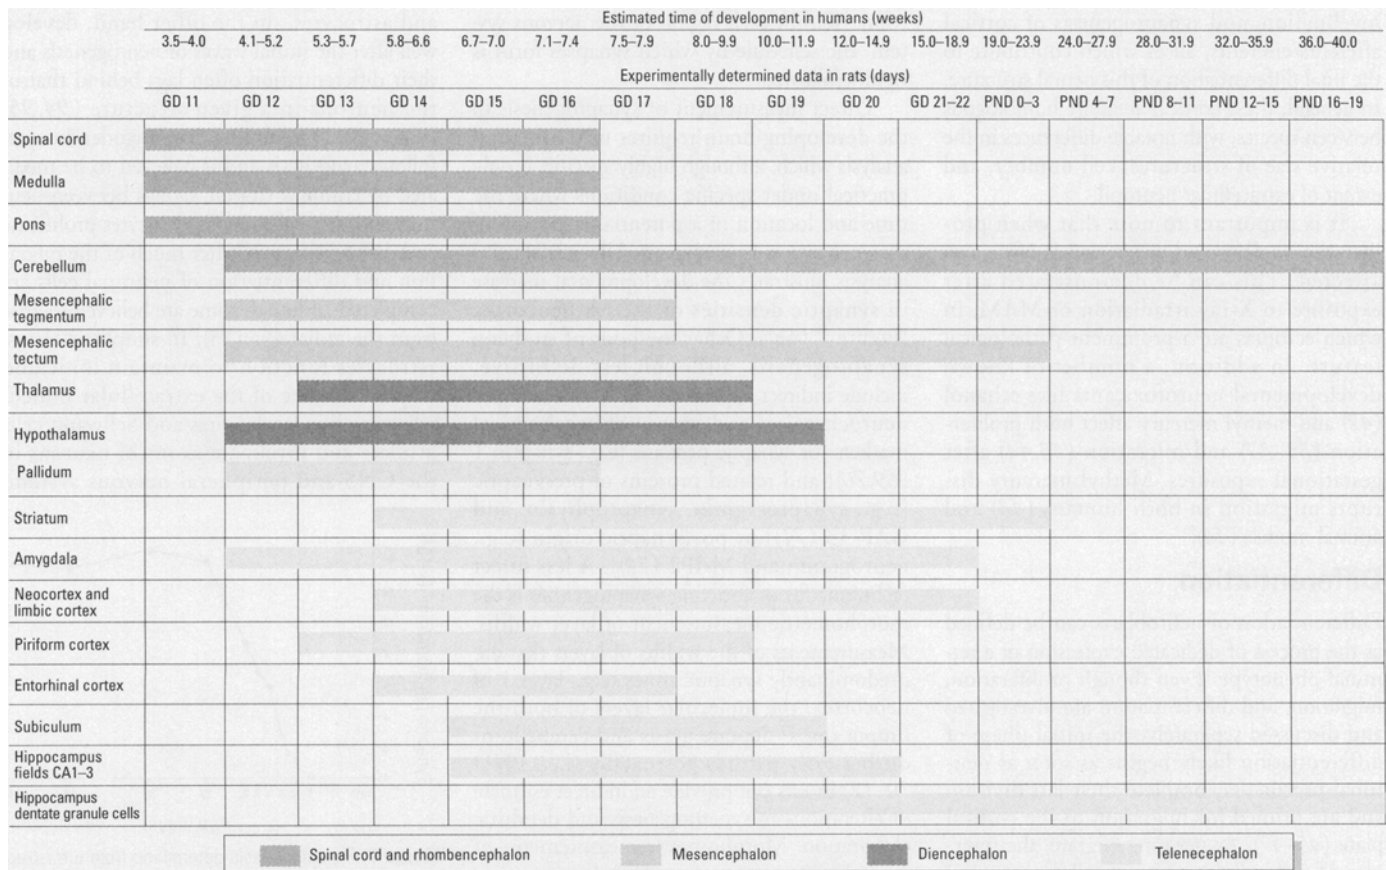 Estimated time of development in humans (weeks)
3.5–4.0 4.1–5.2 5.3–5.7 5.8–6.6 6.7–7.0 7.1–7.4 7.5–7.9 8.0–9.9 10.0–11.9 12.0–14.9 15.0–18.9 19.0–23.9 24.0–27.9 28.0–31.9 32.0–35.9 36.0–40.0
Experimentally determined data in rats (days)
GD 11 GD 12 GD 13 GD 14 GD 15 GD 16 GD 17 GD 18 GD 19 GD 20 GD 21–22 PND 0–3 PND 4–7 PND 8–11 PND 12–15 PND 16–19
Spinal cord
Medulla
Pons
Cerebellum
Mesencephalic
tegmentum
Mesencephalic
tectum
Thalamus
Hypothalamus
Pallidum
Striatum
Amygdala
Neocortex and
limbic cortex
Piriform cortex
Entorhinal cortex
Subiculum
Hippocampus
fields CA1–3
Hippocampus
dentate granule cells
Spinal cord and rhombencephalon Mesencephalon Diencephalon Telencephalon